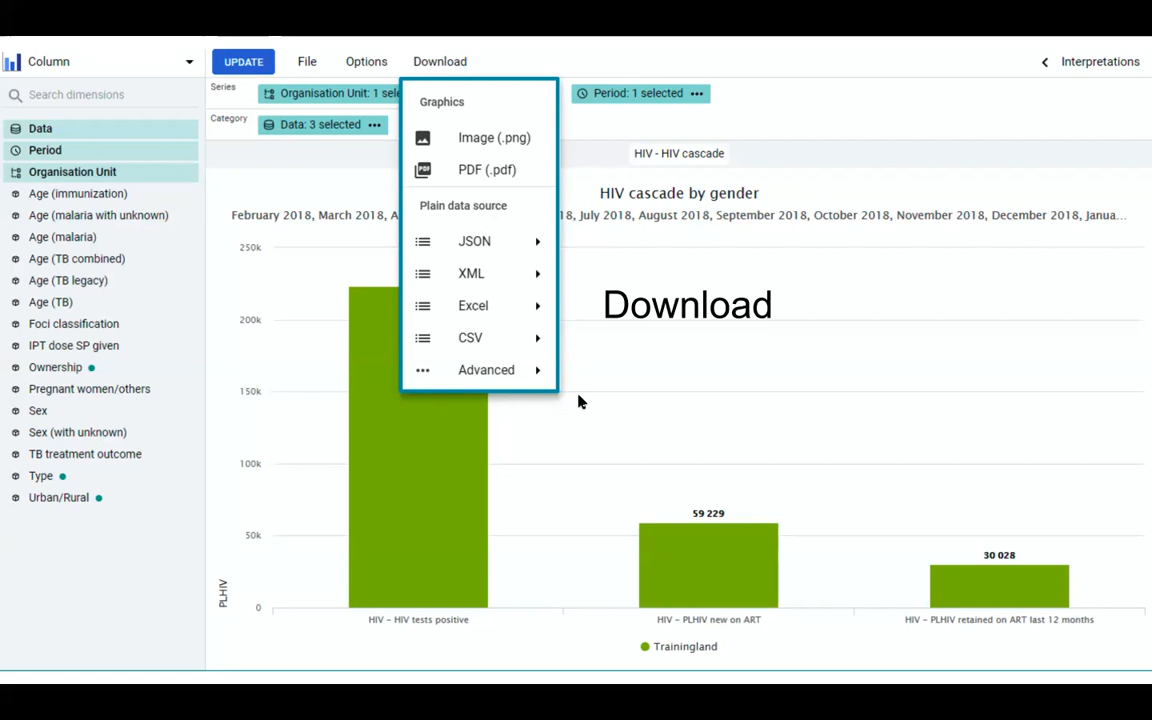 Column
UPDATE
File
Options
Download
Interpretations
Search dimensions
Series
Organisation Unit: 1 sele
Period: 1 selected
Category
Data: 3 selected
Data
Period
Organisation Unit
Age (immunization)
Age (malaria with unknown)
Age (malaria)
Age (TB combined)
Age (TB legacy)
Age (TB)
Foci classification
IPT dose SP given
Ownership
Pregnant women/others
Sex
Sex (with unknown)
TB treatment outcome
Type
Urban/Rural
Graphics
Image (.png)
PDF (.pdf)
Plain data source
JSON
XML
Excel
CSV
Advanced
HIV - HIV cascade
HIV cascade by gender
February 2018, March 2018, A 18, July 2018, August 2018, September 2018, October 2018, November 2018, December 2018, Janua...
Download
250k
200k
150k
100k
50k
0
PLHIV
59 229
30 028
HIV – HIV tests positive
HIV – PLHIV new on ART
HIV – PLHIV retained on ART last 12 months
Trainingland